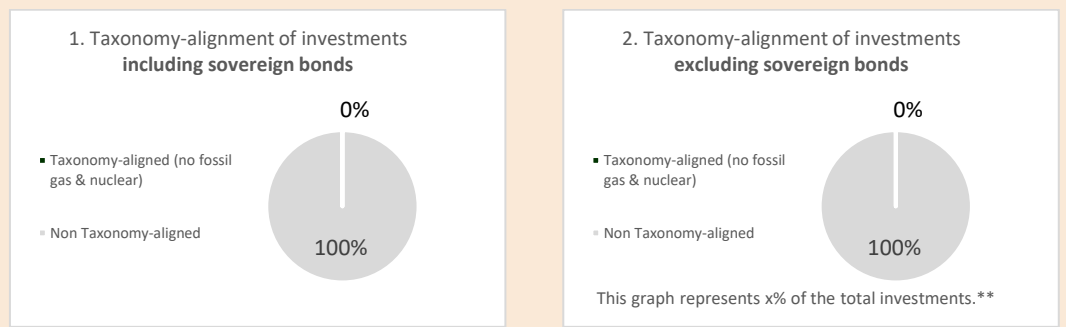 1. Taxonomy-alignment of investments
including sovereign bonds
0%
Taxonomy-aligned (no fossil
gas & nuclear)
Non Taxonomy-aligned
100%
2. Taxonomy-alignment of investments
excluding sovereign bonds
0%
Taxonomy-aligned (no fossil
gas & nuclear)
Non Taxonomy-aligned
100%
This graph represents x% of the total investments.**